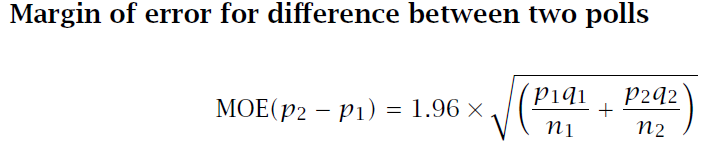 Margin of error for difference between two polls
MOE(p₂ − p₁) = 1.96 × √(p₁q₁/n₁ + p₂q₂/n₂)